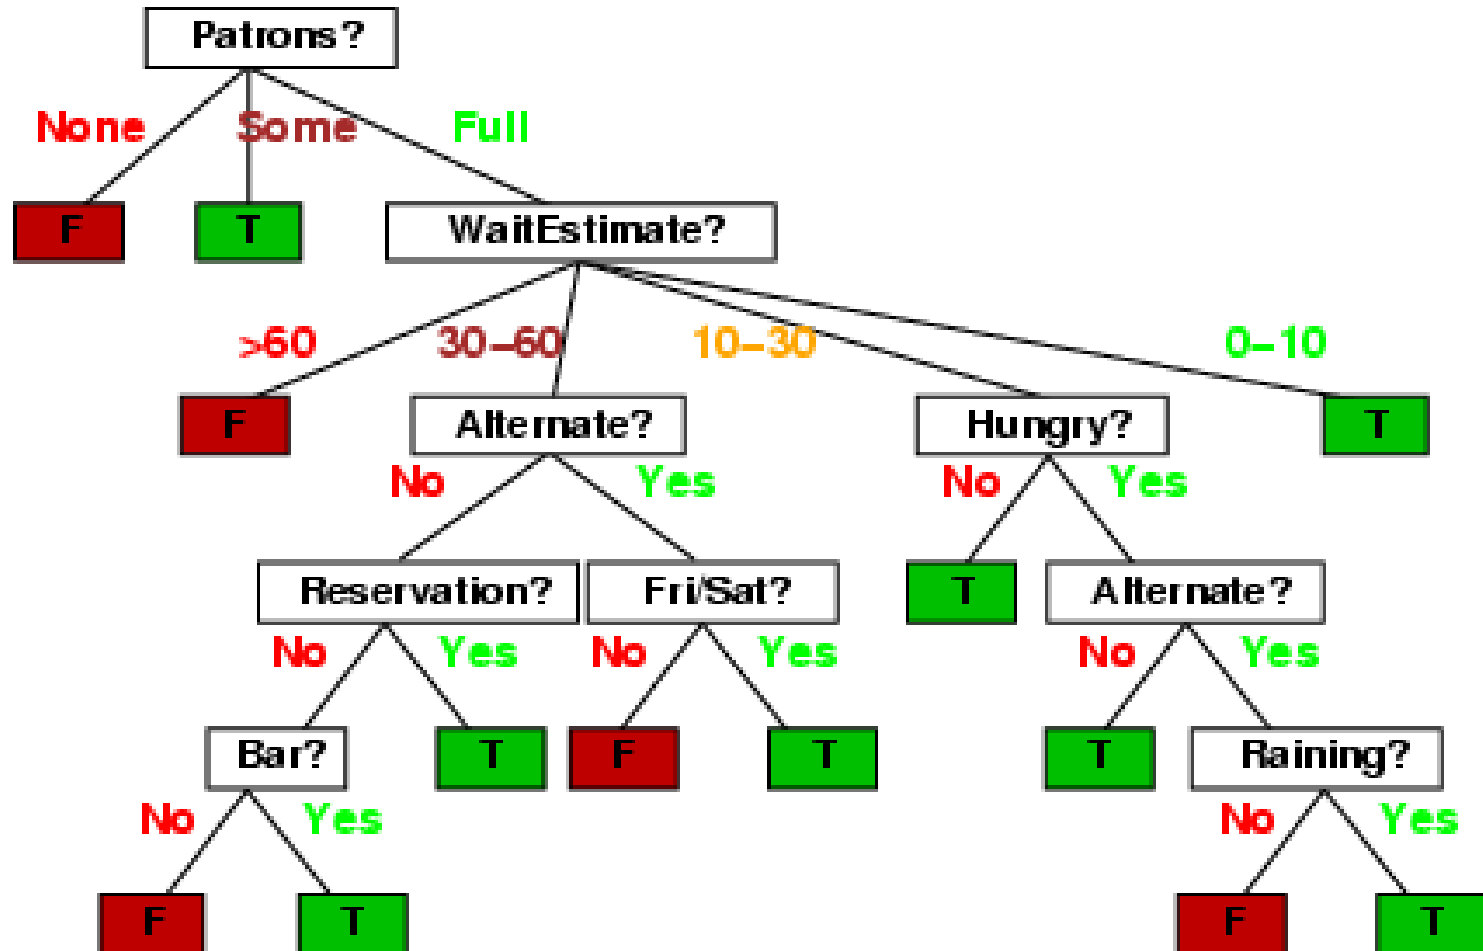 Patrons?
None Some Full
F T WaitEstimate?
>60 30–60 10–30 0–10
F Alternate? Hungry? T
No Yes No Yes
Reservation? Fri/Sat? T Alternate?
No Yes No Yes No Yes
Bar? T F T T Raining?
No Yes No Yes
F T F T